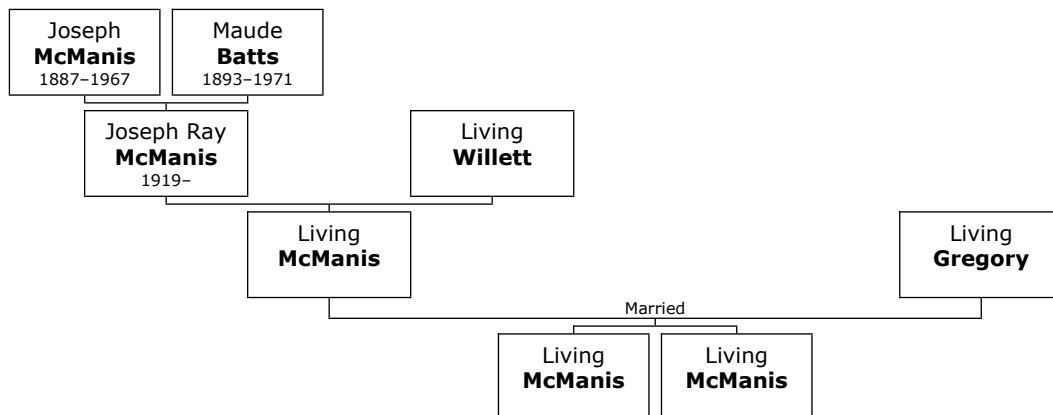 Joseph
McManis
1887–1967
Maude
Batts
1893–1971
Joseph Ray
McManis
1919–
Living
Willett
Living
McManis
Living
Gregory
Married
Living
McManis
Living
McManis